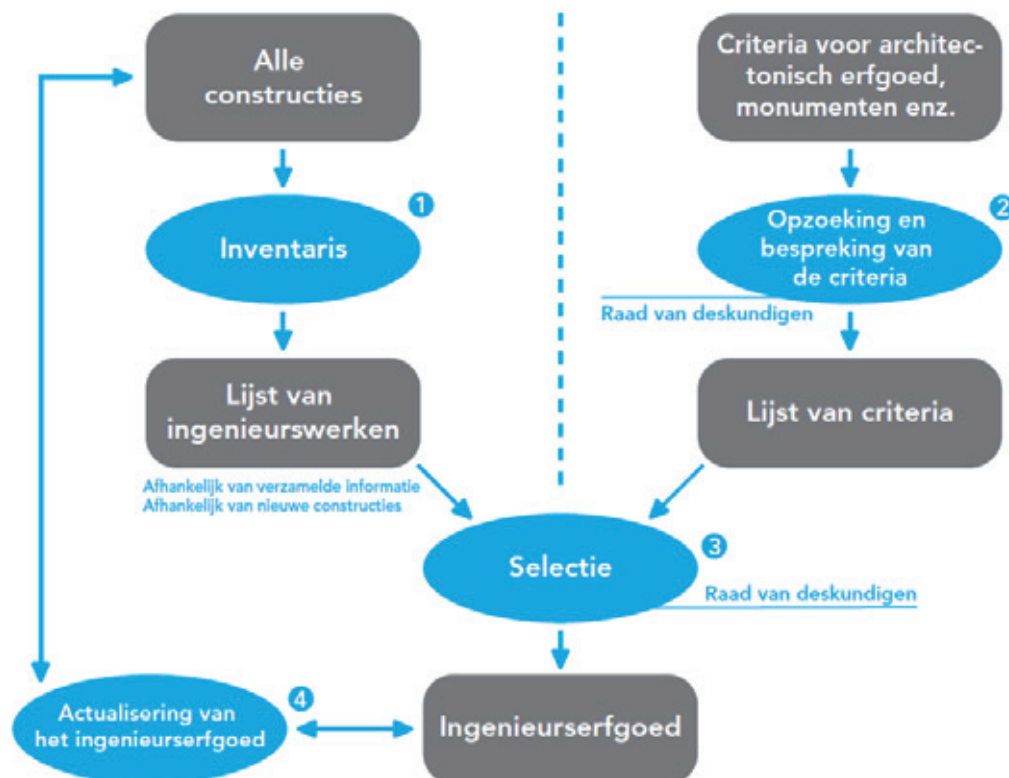 Alle
constructies
Criteria voor architec-
tonisch erfgoed,
monumenten enz.
1
Inventaris
2
Opzoeking en
bespreking van
de criteria
Raad van deskundigen
Lijst van
ingenieurswerken
Lijst van criteria
Afhankelijk van verzamelde informatie
Afhankelijk van nieuwe constructies
3
Selectie
Raad van deskundigen
4
Actualisering van
het ingenieurserfgoed
Ingenieurserfgoed